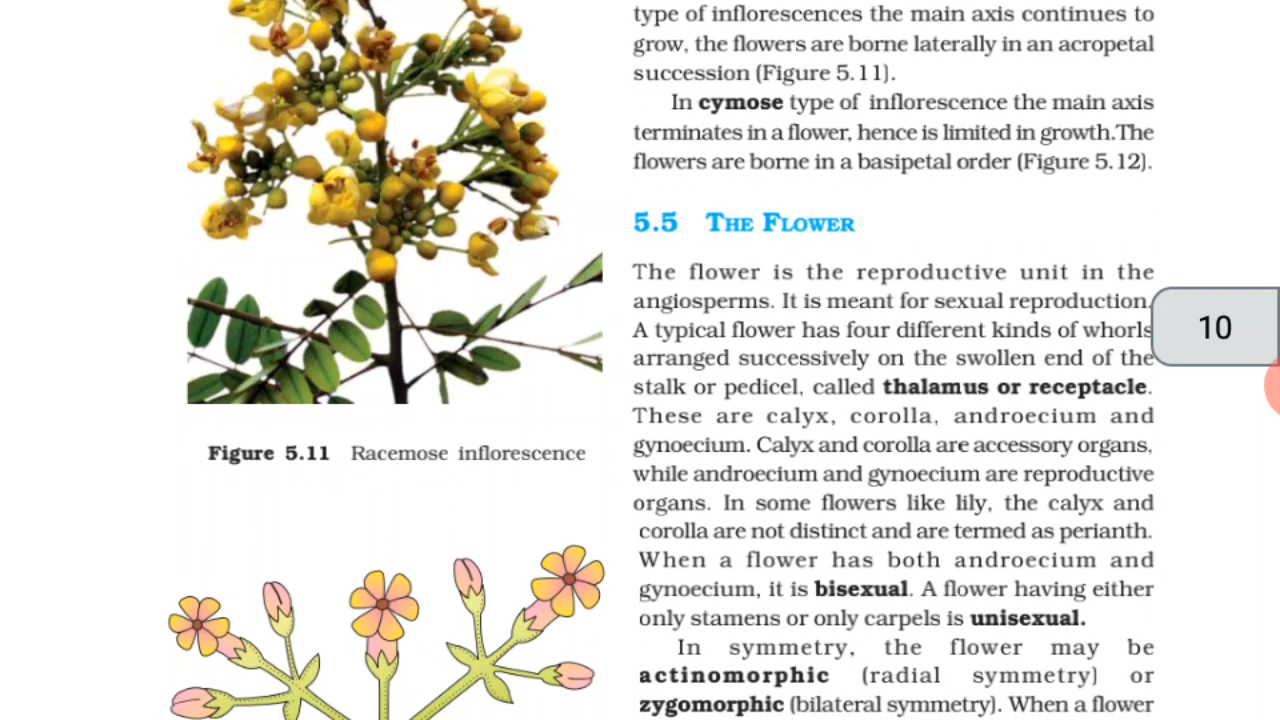 type of inflorescences the main axis continues to
grow, the flowers are borne laterally in an acropetal
succession (Figure 5.11).
In cymose type of inflorescence the main axis
terminates in a flower, hence is limited in growth.The
flowers are borne in a basipetal order (Figure 5.12).
5.5 THE FLOWER
The flower is the reproductive unit in the
angiosperms. It is meant for sexual reproduction.
A typical flower has four different kinds of whorls
arranged successively on the swollen end of the
stalk or pedicel, called thalamus or receptacle.
These are calyx, corolla, androecium and
gynoecium. Calyx and corolla are accessory organs,
while androecium and gynoecium are reproductive
organs. In some flowers like lily, the calyx and
corolla are not distinct and are termed as perianth.
When a flower has both androecium and
gynoecium, it is bisexual. A flower having either
only stamens or only carpels is unisexual.
In symmetry, the flower may be
actinomorphic (radial symmetry) or
zygomorphic (bilateral symmetry). When a flower
Figure 5.11 Racemose inflorescence
10